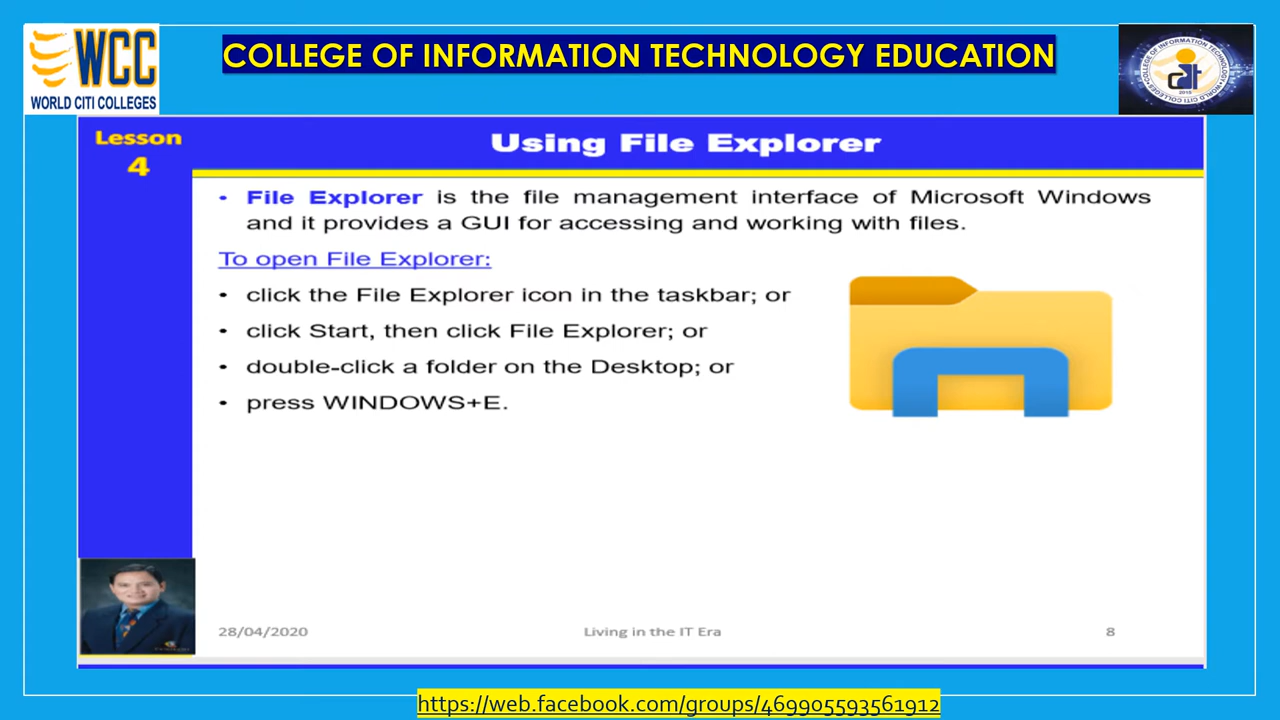 WCC
WORLD CITI COLLEGES
COLLEGE OF INFORMATION TECHNOLOGY EDUCATION
Lesson
4
Using File Explorer
• File Explorer is the file management interface of Microsoft Windows
and it provides a GUI for accessing and working with files.
To open File Explorer:
• click the File Explorer icon in the taskbar; or
• click Start, then click File Explorer; or
• double-click a folder on the Desktop; or
• press WINDOWS+E.
28/04/2020
Living in the IT Era
8
https://web.facebook.com/groups/469905593561912